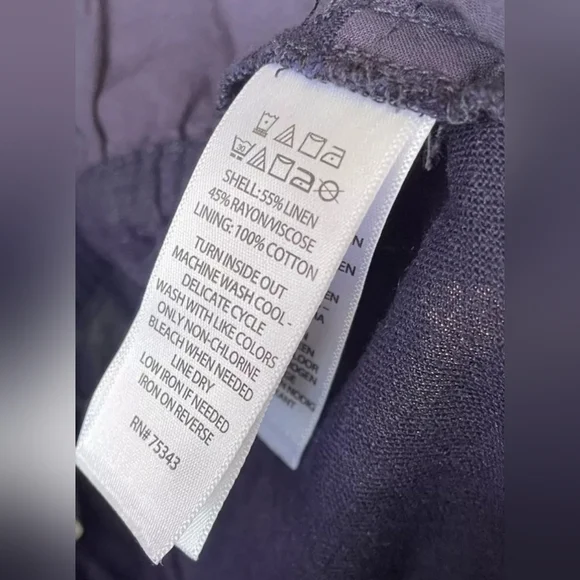 30
SHELL: 55% LINEN
45% RAYON/VISCOSE
LINING: 100% COTTON
TURN INSIDE OUT
MACHINE WASH COOL -
DELICATE CYCLE
WASH WITH LIKE COLORS
ONLY NON-CHLORINE
BLEACH WHEN NEEDED
LINE DRY
LOW IRON IF NEEDED
IRON ON REVERSE
RN# 75343